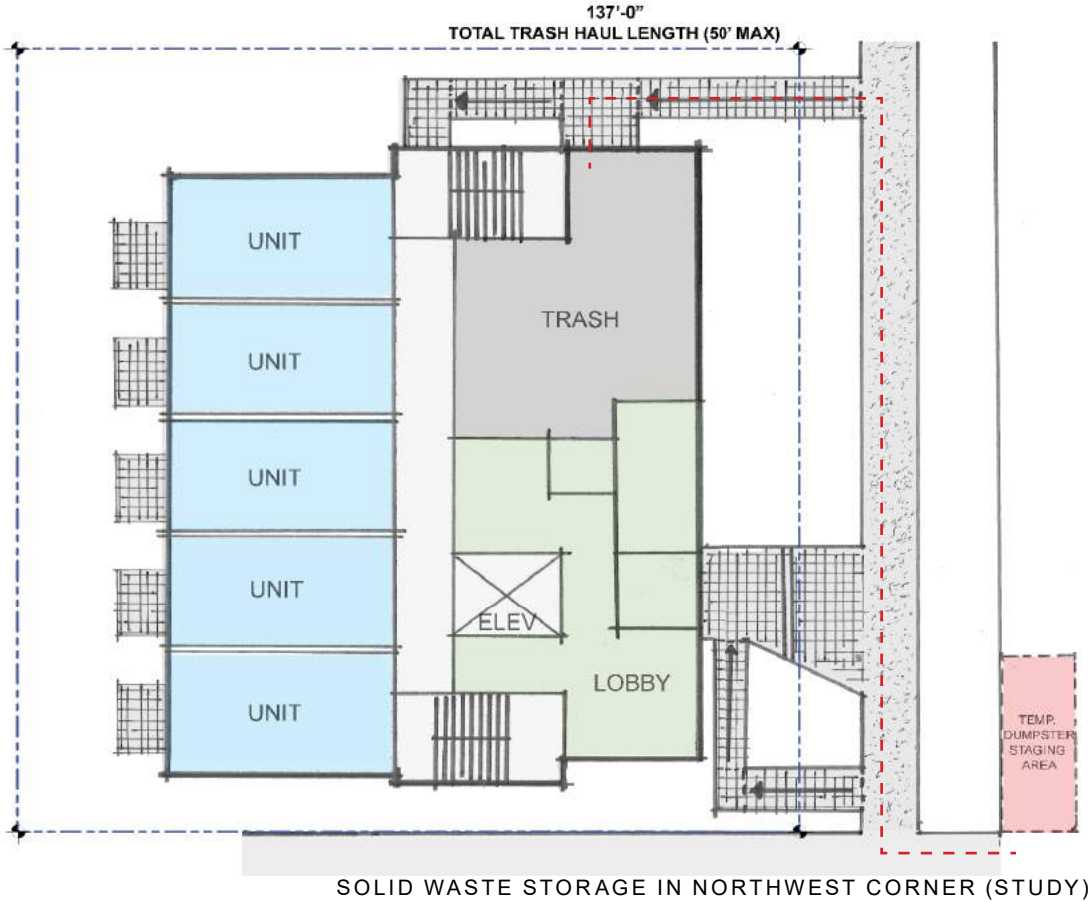 137'-0”
TOTAL TRASH HAUL LENGTH (50' MAX)
UNIT
TRASH
UNIT
UNIT
UNIT
ELEV
LOBBY
UNIT
TEMP.
DUMPSTER
STAGING
AREA
SOLID WASTE STORAGE IN NORTHWEST CORNER (STUDY)